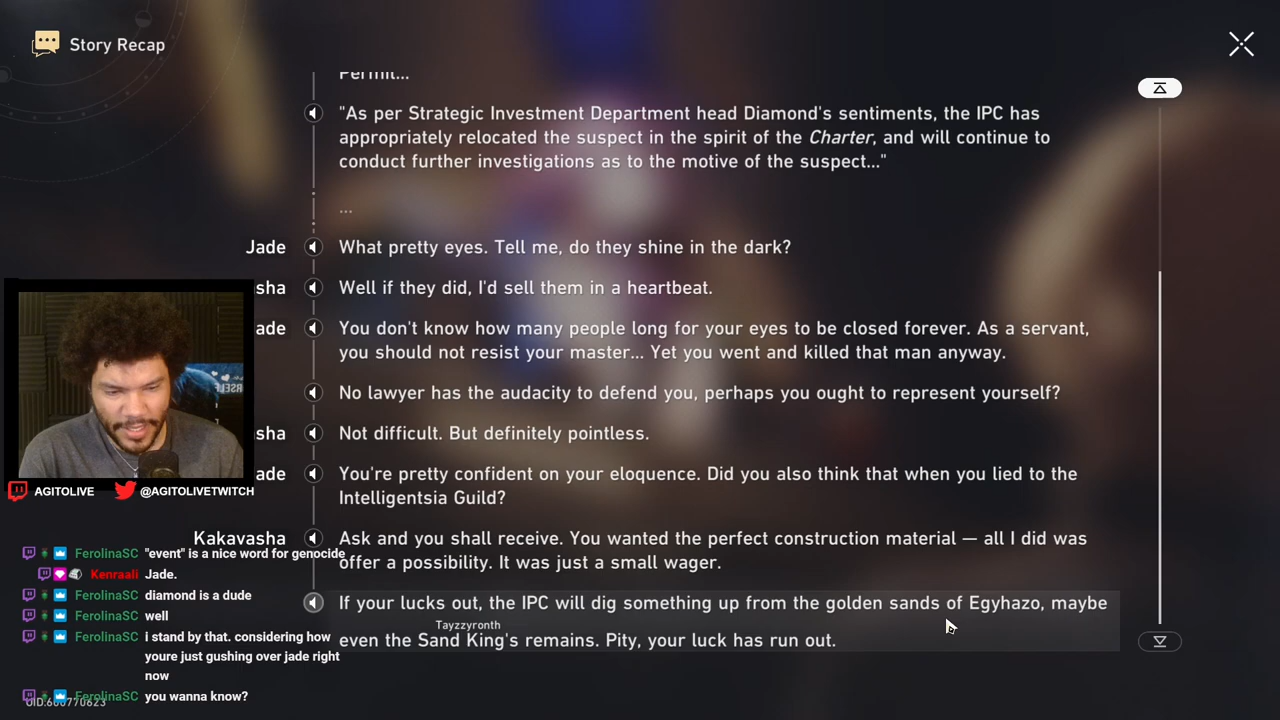 Story Recap
Permit...
"As per Strategic Investment Department head Diamond's sentiments, the IPC has
appropriately relocated the suspect in the spirit of the Charter, and will continue to
conduct further investigations as to the motive of the suspect..."
...
Jade
What pretty eyes. Tell me, do they shine in the dark?
sha
Well if they did, I'd sell them in a heartbeat.
ade
You don't know how many people long for your eyes to be closed forever. As a servant,
you should not resist your master... Yet you went and killed that man anyway.
No lawyer has the audacity to defend you, perhaps you ought to represent yourself?
sha
Not difficult. But definitely pointless.
ade
You're pretty confident on your eloquence. Did you also think that when you lied to the
Intelligentsia Guild?
Kakavasha
Ask and you shall receive. You wanted the perfect construction material — all I did was
offer a possibility. It was just a small wager.
If your lucks out, the IPC will dig something up from the golden sands of Egyhazo, maybe
Tayzzyronth
even the Sand King's remains. Pity, your luck has run out.
AGITOLIVE @AGITOLIVETWITCH
FerolinaSC "event" is a nice word for genocide
Kenraali Jade.
FerolinaSC diamond is a dude
FerolinaSC well
FerolinaSC i stand by that. considering how
youre just gushing over jade right
now
FerolinaSC you wanna know?
UID:600770623